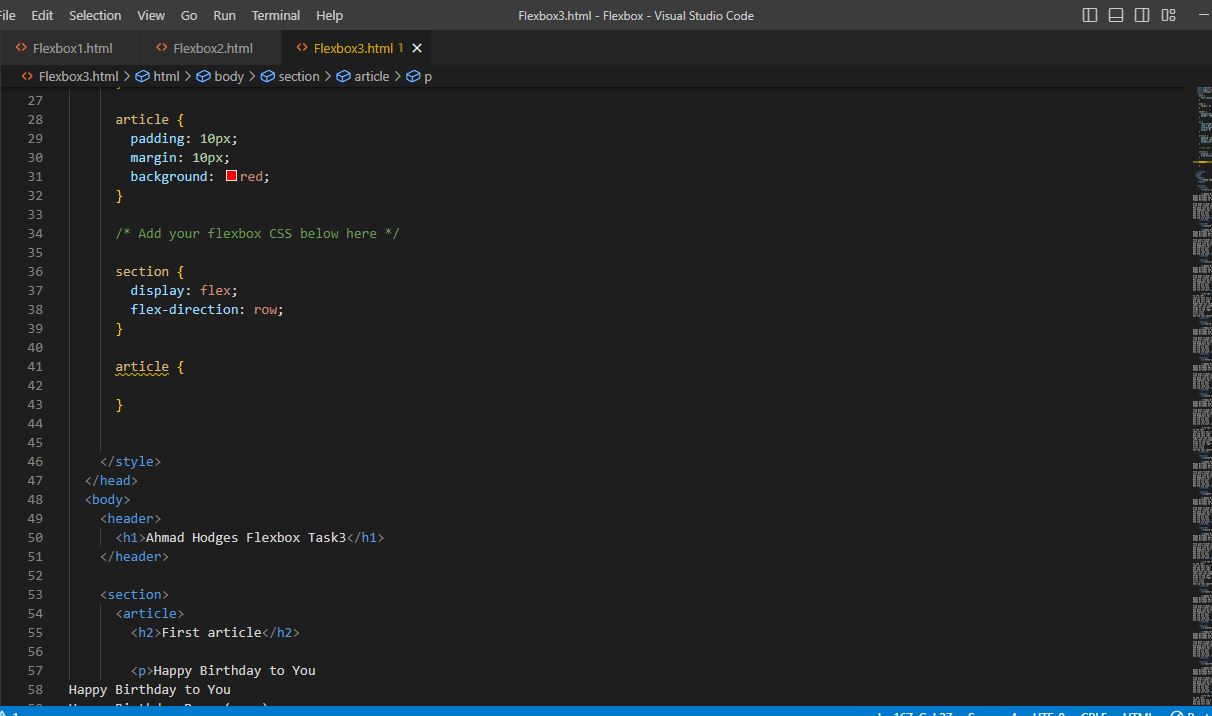 File Edit Selection View Go Run Terminal Help Flexbox3.html - Flexbox - Visual Studio Code
Flexbox1.html Flexbox2.html Flexbox3.html 1
Flexbox3.html > html > body > section > article > p
27
28 article {
29 padding: 10px;
30 margin: 10px;
31 background: red;
32 }
33
34 /* Add your flexbox CSS below here */
35
36 section {
37 display: flex;
38 flex-direction: row;
39 }
40
41 article {
42
43 }
44
45
46 </style>
47 </head>
48 <body>
49 <header>
50 <h1>Ahmad Hodges Flexbox Task3</h1>
51 </header>
52
53 <section>
54 <article>
55 <h2>First article</h2>
56
57 <p>Happy Birthday to You
58 Happy Birthday to You